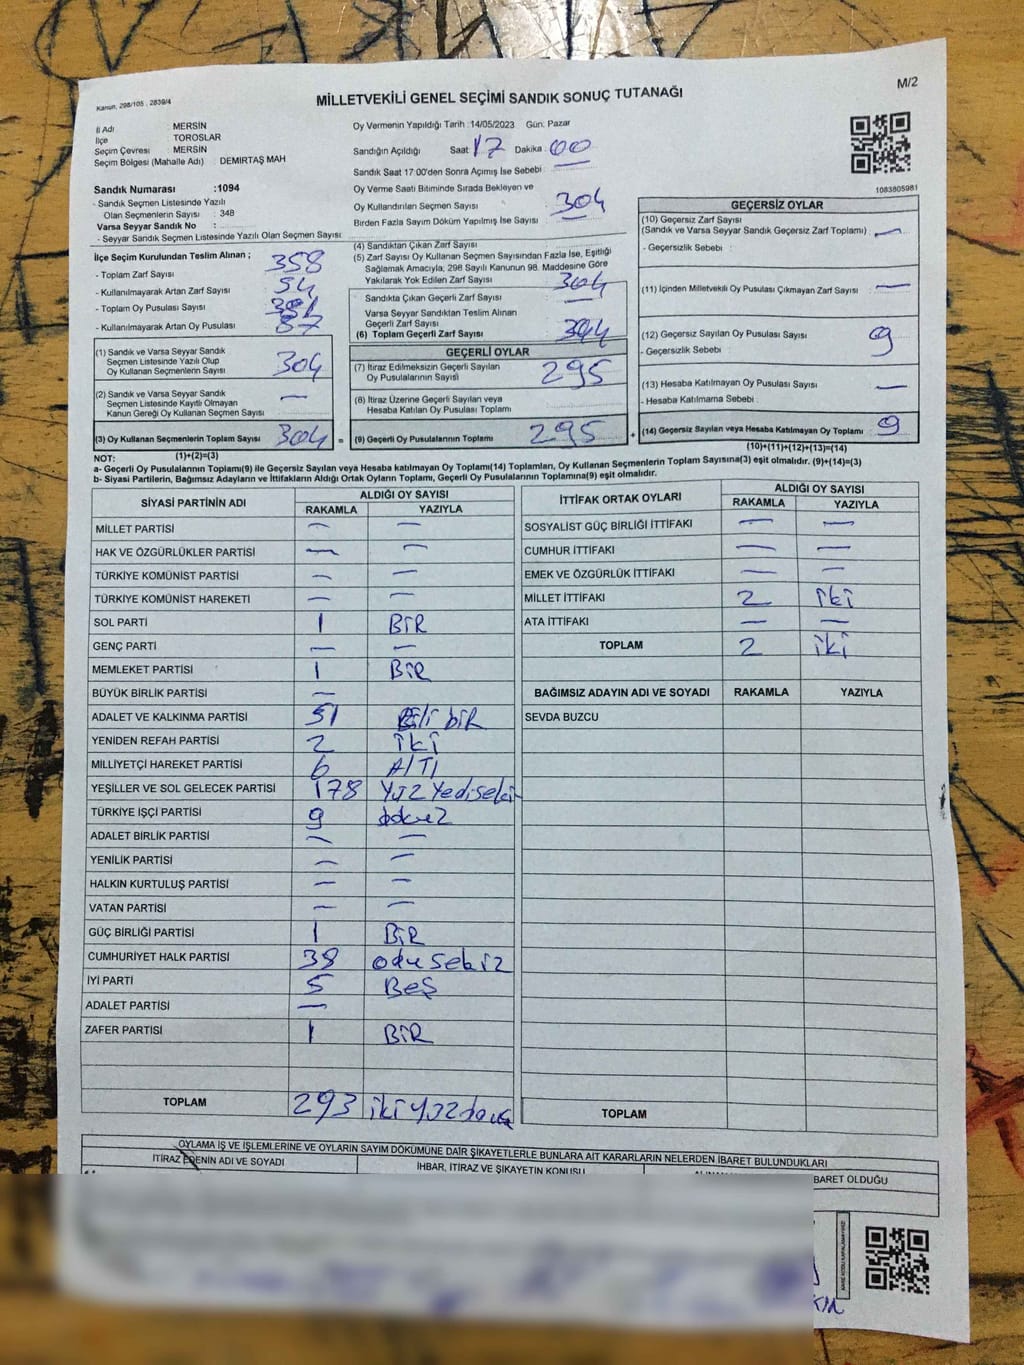 M/2
Kanun, 298/105 , 2839/4
MİLLETVEKİLİ GENEL SEÇİMİ SANDIK SONUÇ TUTANAĞI
İl Adı : MERSİN
İlçe : TOROSLAR
Seçim Çevresi : MERSİN
Seçim Bölgesi (Mahalle Adı) : DEMIRTAŞ MAH
Oy Vermenin Yapıldığı Tarih :14/05/2023 Gün: Pazar
Sandığın Açıldığı Saat 17 Dakika 00
Sandık Saat 17:00'den Sonra Açımış İse Sebebi :
Sandık Numarası :1094
- Sandık Seçmen Listesinde Yazılı
Olan Seçmenlerin Sayısı : 348
Varsa Seyyar Sandık No :
- Seyyar Sandık Seçmen Listesinde Yazılı Olan Seçmen Sayısı:
Oy Verme Saati Bitiminde Sırada Bekleyen ve
Oy Kullandırılan Seçmen Sayısı : 304
Birden Fazla Sayım Döküm Yapılmış İse Sayısı :
1083805981
İlçe Seçim Kurulundan Teslim Alınan ;
- Toplam Zarf Sayısı : 358
- Kullanılmayarak Artan Zarf Sayısı : 54
- Toplam Oy Pusulası Sayısı :
- Kullanılmayarak Artan Oy Pusulası : 87
(1) Sandık ve Varsa Seyyar Sandık
Seçmen Listesinde Yazılı Olup
Oy Kullanan Seçmenlerin Sayısı 304
(2) Sandık ve Varsa Seyyar Sandık
Seçmen Listesinde Kayıtlı Olmayan
Kanun Gereği Oy Kullanan Seçmen Sayısı : —
(3) Oy Kullanan Seçmenlerin Toplam Sayısı 304 =
(1)+(2)=(3)
(4) Sandıktan Çıkan Zarf Sayısı :
(5) Zarf Sayısı Oy Kullanan Seçmen Sayısından Fazla İse, Eşitliği
Sağlamak Amacıyla, 298 Sayılı Kanunun 98. Maddesine Göre
Yakılarak Yok Edilen Zarf Sayısı : 304
Sandıkta Çıkan Geçerli Zarf Sayısı : —
Varsa Seyyar Sandıktan Teslim Alınan
Geçerli Zarf Sayısı :
(6) Toplam Geçerli Zarf Sayısı : 304
GEÇERLİ OYLAR
(7) İtiraz Edilmeksizin Geçerli Sayılan
Oy Pusulalarının Sayısı 295
(8) İtiraz Üzerine Geçerli Sayılan veya
Hesaba Katılan Oy Pusulası Toplamı
(9) Geçerli Oy Pusulalarının Toplamı 295 +
GEÇERSİZ OYLAR
(10) Geçersiz Zarf Sayısı
(Sandık ve Varsa Seyyar Sandık Geçersiz Zarf Toplamı) : —
- Geçersizlik Sebebi :
(11) İçinden Milletvekili Oy Pusulası Çıkmayan Zarf Sayısı : —
(12) Geçersiz Sayılan Oy Pusulası Sayısı : 9
- Geçersizlik Sebebi :
(13) Hesaba Katılmayan Oy Pusulası Sayısı : —
- Hesaba Katılmama Sebebi :
(14) Geçersiz Sayılan veya Hesaba Katılmayan Oy Toplamı : 9
(10)+(11)+(12)+(13)=(14)
NOT:
a- Geçerli Oy Pusulalarının Toplamı(9) ile Geçersiz Sayılan veya Hesaba katılmayan Oy Toplamı(14) Toplamları, Oy Kullanan Seçmenlerin Toplam Sayısına(3) eşit olmalıdır. (9)+(14)=(3)
b- Siyasi Partilerin, Bağımsız Adayların ve İttifakların Aldığı Ortak Oyların Toplamı, Geçerli Oy Pusulalarının Toplamına(9) eşit olmalıdır.
SİYASİ PARTİNİN ADI ALDIĞI OY SAYISI
RAKAMLA YAZIYLA
MİLLET PARTİSİ — —
HAK VE ÖZGÜRLÜKLER PARTİSİ — —
TÜRKİYE KOMÜNİST PARTİSİ — —
TÜRKİYE KOMÜNİST HAREKETİ — —
SOL PARTİ 1 BİR
GENÇ PARTİ — —
MEMLEKET PARTİSİ 1 BİR
BÜYÜK BİRLİK PARTİSİ —
ADALET VE KALKINMA PARTİSİ 51 Elli bir
YENİDEN REFAH PARTİSİ 2 iki
MİLLİYETÇİ HAREKET PARTİSİ 6 AlTI
YEŞİLLER VE SOL GELECEK PARTİSİ 178 Yüz Yedisekiz
TÜRKİYE İŞÇİ PARTİSİ 9 dokuz
ADALET BİRLİK PARTİSİ — —
YENİLİK PARTİSİ — —
HALKIN KURTULUŞ PARTİSİ — —
VATAN PARTİSİ — —
GÜÇ BİRLİĞİ PARTİSİ 1 BİR
CUMHURİYET HALK PARTİSİ 38 sekiz
İYİ PARTİ 5 BEŞ
ADALET PARTİSİ —
ZAFER PARTİSİ 1 BİR
TOPLAM 293 iki yüz
İTTİFAK ORTAK OYLARI ALDIĞI OY SAYISI
RAKAMLA YAZIYLA
SOSYALİST GÜÇ BİRLİĞİ İTTİFAKI — —
CUMHUR İTTİFAKI — —
EMEK VE ÖZGÜRLÜK İTTİFAKI — —
MİLLET İTTİFAKI 2 iki
ATA İTTİFAKI — —
TOPLAM 2 iki
BAĞIMSIZ ADAYIN ADI VE SOYADI RAKAMLA YAZIYLA
SEVDA BUZCU
TOPLAM
OYLAMA İŞ VE İŞLEMLERİNE VE OYLARIN SAYIM DÖKÜMÜNE DAİR ŞİKAYETLERLE BUNLARA AİT KARARLARIN NELERDEN İBARET BULUNDUKLARI
İTİRAZ EDENİN ADI VE SOYADI İHBAR, İTİRAZ VE ŞİKAYETİN KONUSU BARET OLDUĞU